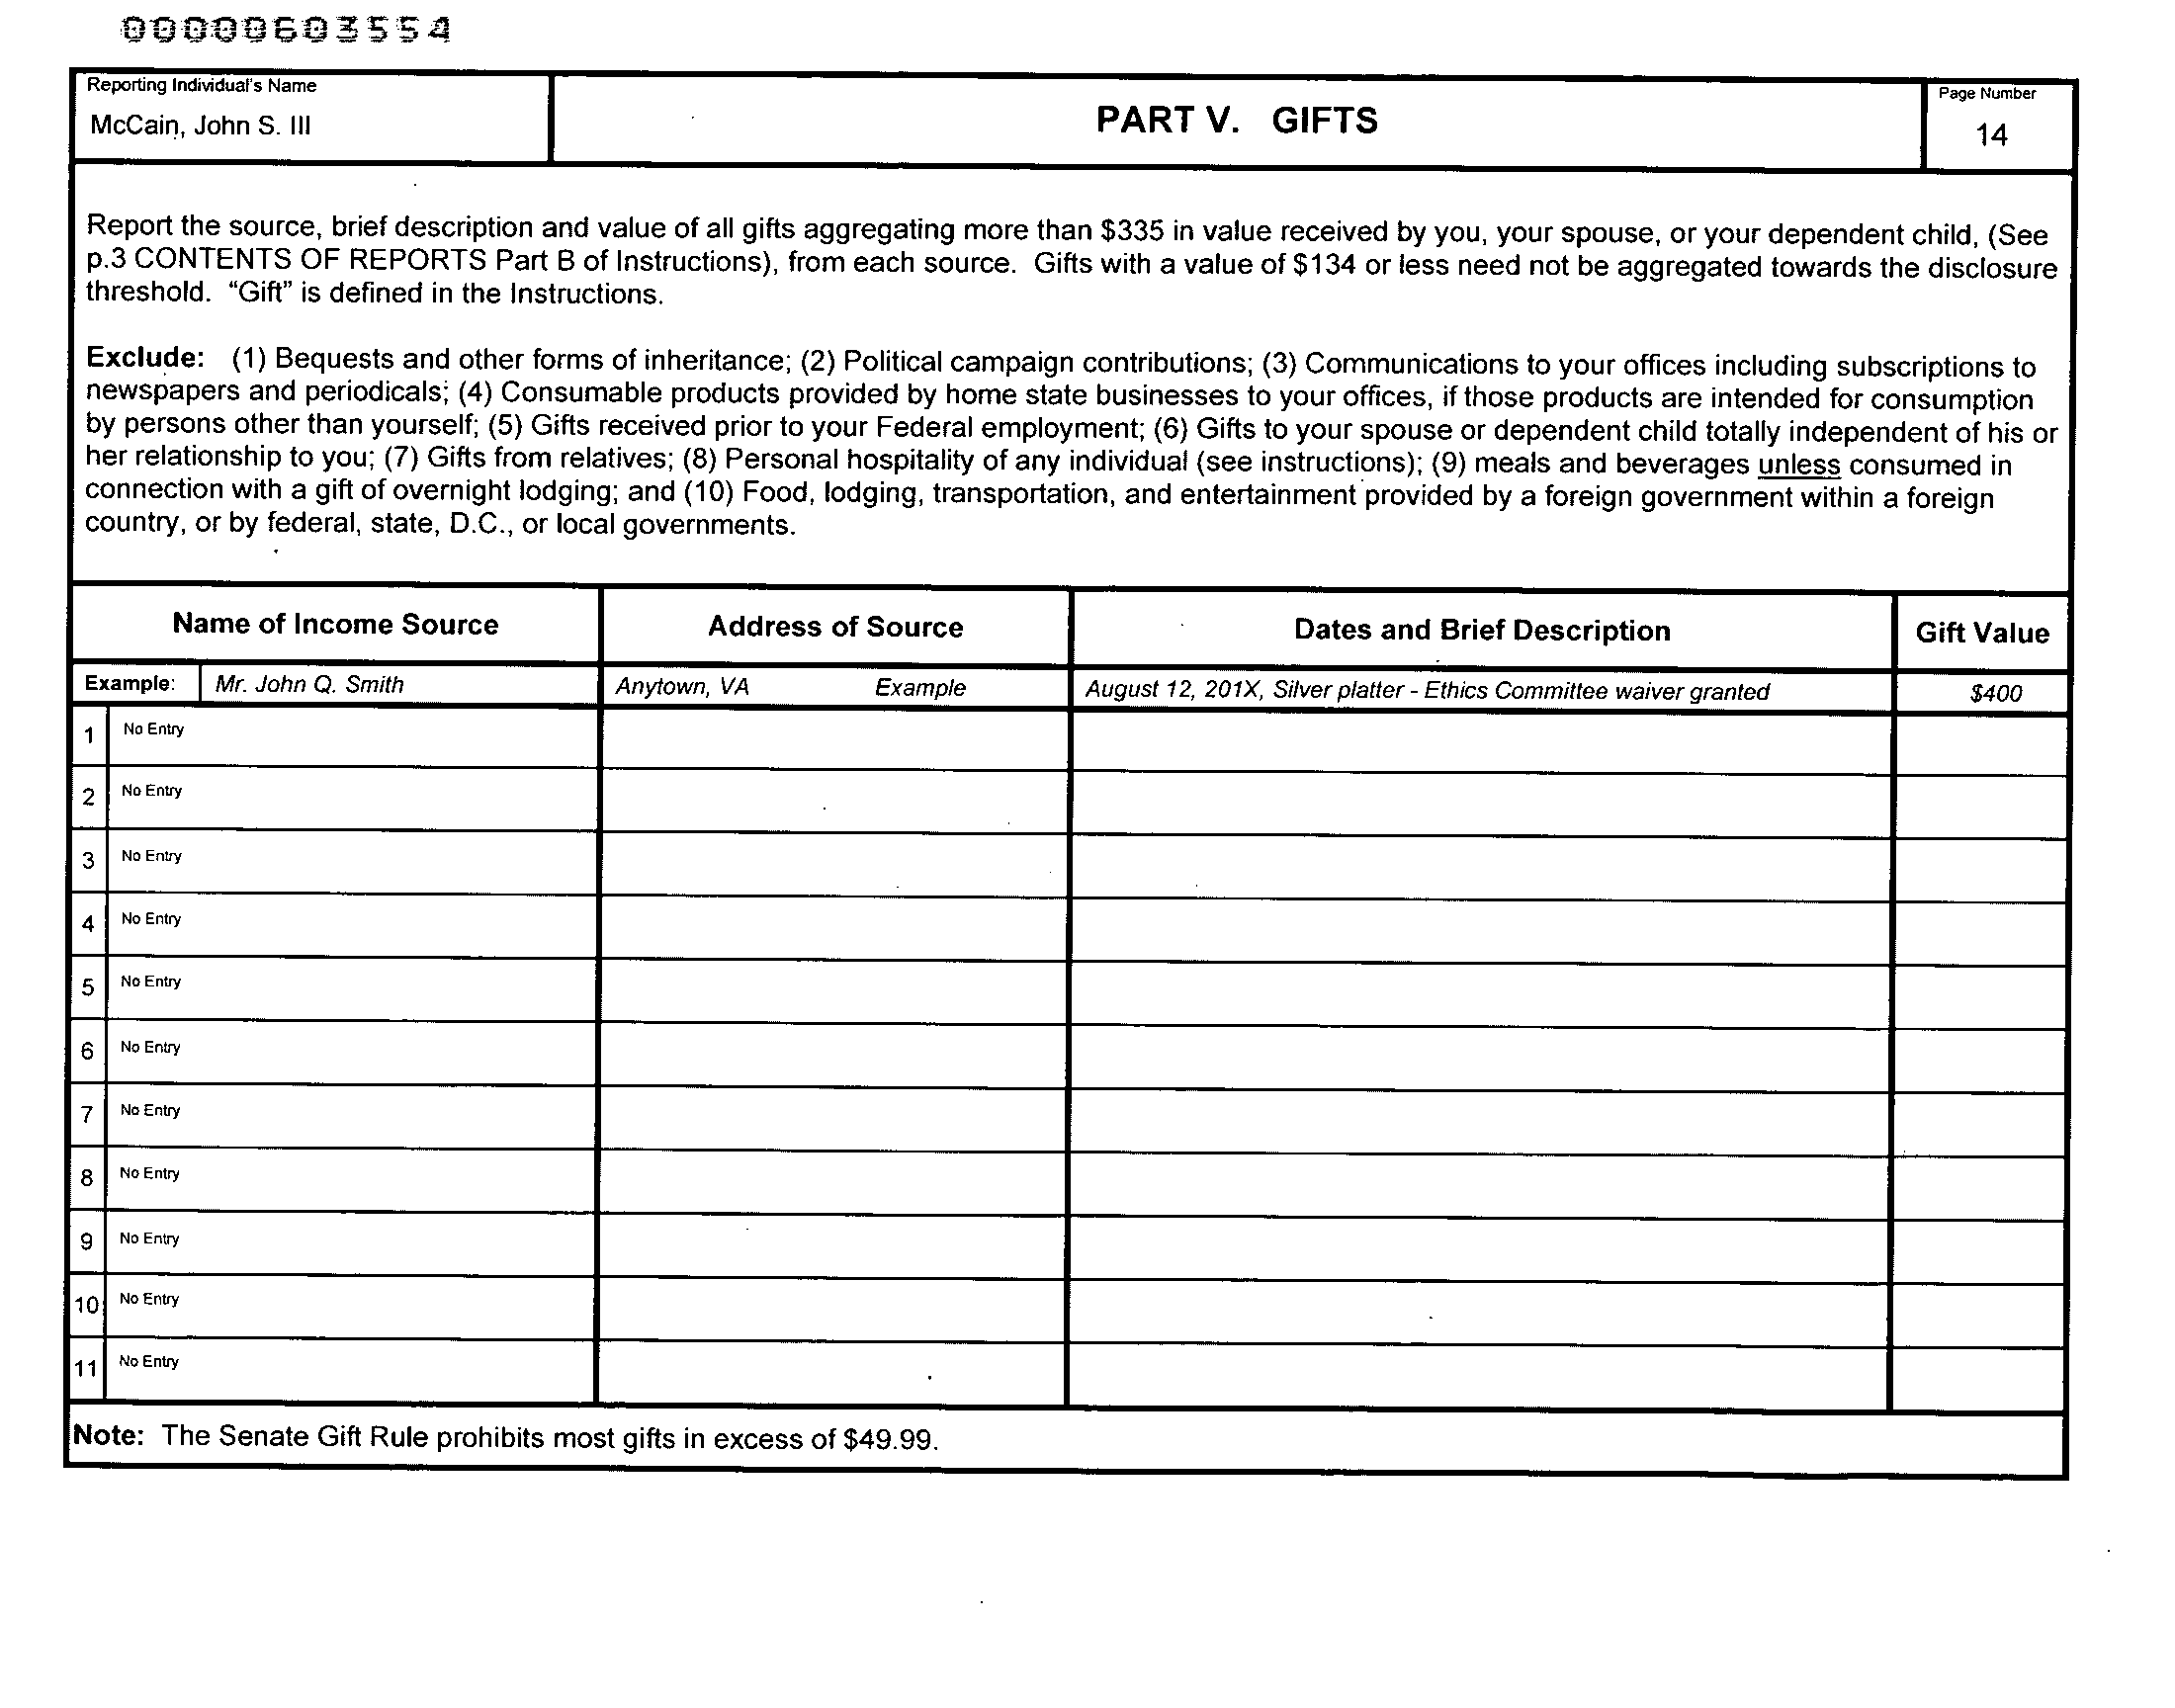 00000603554
Reporting Individual's Name
McCain, John S. III
PART V. GIFTS
Page Number
14
Report the source, brief description and value of all gifts aggregating more than $335 in value received by you, your spouse, or your dependent child, (See
p.3 CONTENTS OF REPORTS Part B of Instructions), from each source. Gifts with a value of $134 or less need not be aggregated towards the disclosure
threshold. "Gift" is defined in the Instructions.
Exclude: (1) Bequests and other forms of inheritance; (2) Political campaign contributions; (3) Communications to your offices including subscriptions to
newspapers and periodicals; (4) Consumable products provided by home state businesses to your offices, if those products are intended for consumption
by persons other than yourself; (5) Gifts received prior to your Federal employment; (6) Gifts to your spouse or dependent child totally independent of his or
her relationship to you; (7) Gifts from relatives; (8) Personal hospitality of any individual (see instructions); (9) meals and beverages unless consumed in
connection with a gift of overnight lodging; and (10) Food, lodging, transportation, and entertainment provided by a foreign government within a foreign
country, or by federal, state, D.C., or local governments.
Name of Income Source Address of Source Dates and Brief Description Gift Value
Example: Mr. John Q. Smith Anytown, VA Example August 12, 201X, Silver platter - Ethics Committee waiver granted $400
1 No Entry
2 No Entry
3 No Entry
4 No Entry
5 No Entry
6 No Entry
7 No Entry
8 No Entry
9 No Entry
10 No Entry
11 No Entry
Note: The Senate Gift Rule prohibits most gifts in excess of $49.99.